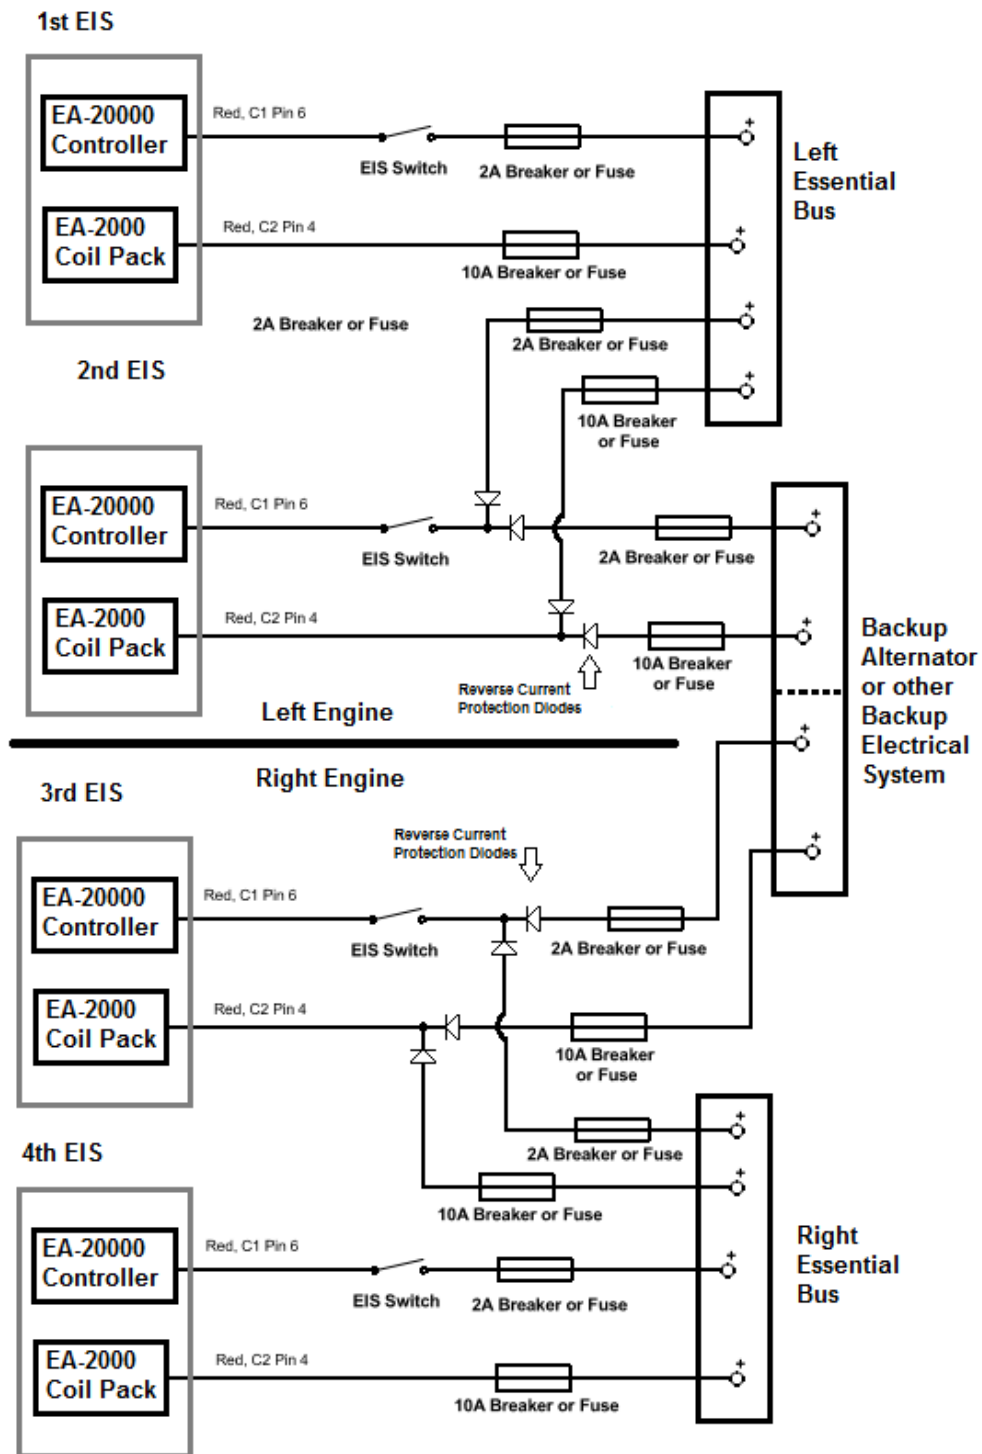 1st EIS
EA-20000
Controller
Red, C1 Pin 6
EIS Switch
2A Breaker or Fuse
+
Left
Essential
Bus
EA-2000
Coil Pack
Red, C2 Pin 4
10A Breaker or Fuse
+
2A Breaker or Fuse
2A Breaker or Fuse
+
10A Breaker
or Fuse
+
2nd EIS
EA-20000
Controller
Red, C1 Pin 6
EIS Switch
2A Breaker or Fuse
+
EA-2000
Coil Pack
Red, C2 Pin 4
10A Breaker
or Fuse
+
Reverse Current
Protection Diodes
Backup
Alternator
or other
Backup
Electrical
System
Left Engine
Right Engine
+
+
3rd EIS
Reverse Current
Protection Diodes
EA-20000
Controller
Red, C1 Pin 6
EIS Switch
2A Breaker or Fuse
EA-2000
Coil Pack
Red, C2 Pin 4
10A Breaker
or Fuse
2A Breaker or Fuse
+
10A Breaker or Fuse
+
4th EIS
EA-20000
Controller
Red, C1 Pin 6
EIS Switch
2A Breaker or Fuse
+
Right
Essential
Bus
EA-2000
Coil Pack
Red, C2 Pin 4
10A Breaker or Fuse
+